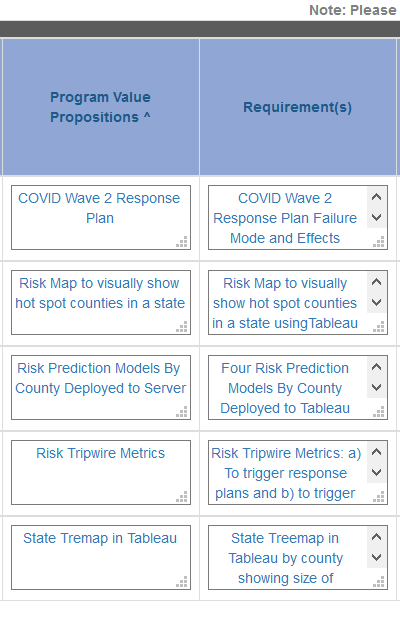 Note: Please
Program Value
Propositions ^
Requirement(s)
COVID Wave 2 Response
Plan
COVID Wave 2
Response Plan Failure
Mode and Effects
Risk Map to visually show
hot spot counties in a state
Risk Map to visually
show hot spot counties
in a state usingTableau
Risk Prediction Models By
County Deployed to Server
Four Risk Prediction
Models By County
Deployed to Tableau
Risk Tripwire Metrics
Risk Tripwire Metrics: a)
To trigger response
plans and b) to trigger
State Tremap in Tableau
State Treemap in
Tableau by county
showing size of